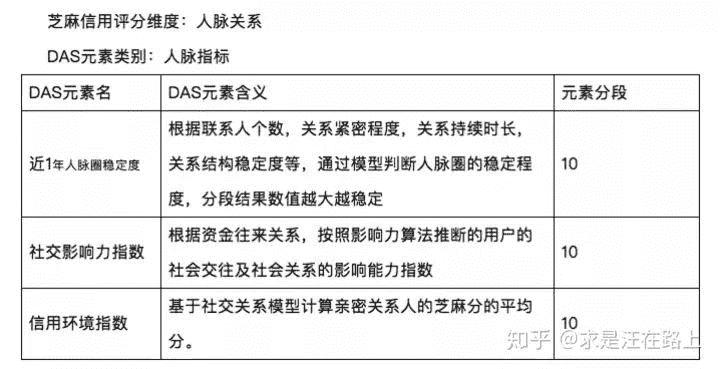 芝麻信用评分维度：人脉关系
DAS元素类别：人脉指标
DAS元素名
DAS元素含义
元素分段
近1年人脉圈稳定度
根据联系人个数，关系紧密程度，关系持续时长，
关系结构稳定度等，通过模型判断人脉圈的稳定程
度，分段结果数值越大越稳定
10
社交影响力指数
根据资金往来关系，按照影响力算法推断的用户的
社会交往及社会关系的影响能力指数
10
信用环境指数
基于社交关系模型计算亲密关系人的芝麻分的平均
分。
10
知乎 @求是汪在路上